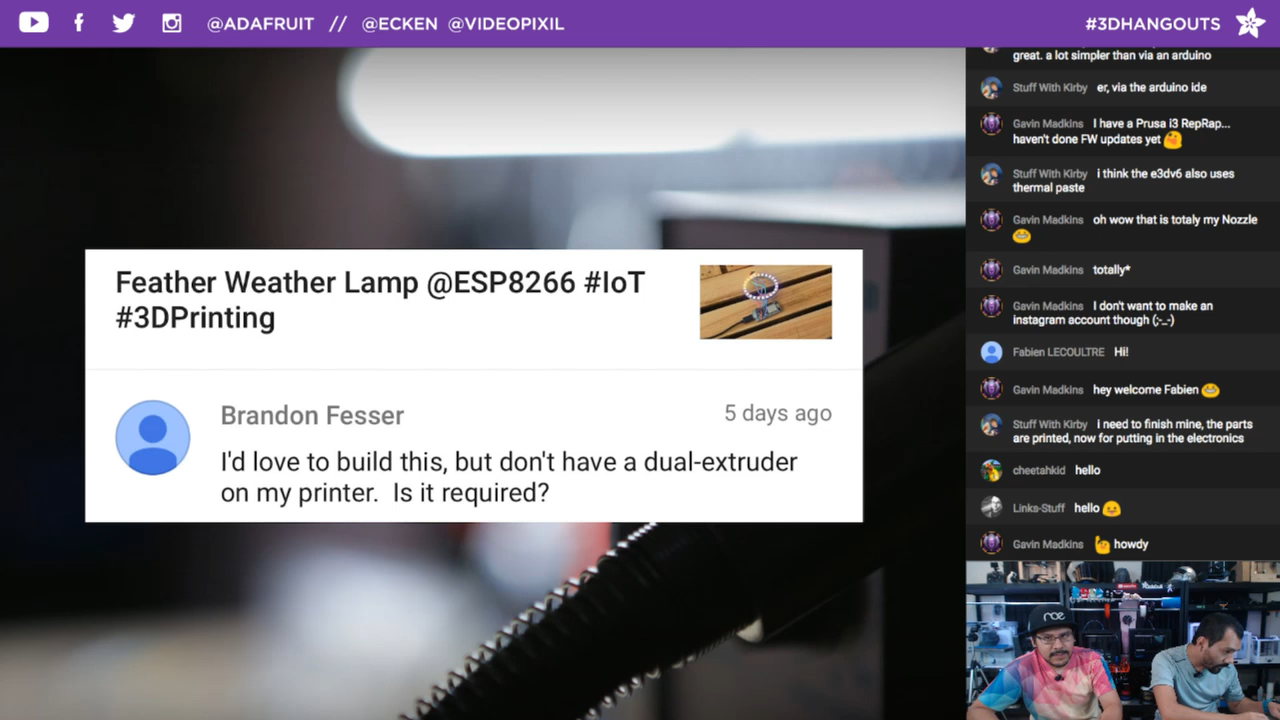 @ADAFRUIT // @ECKEN @VIDEOPIXIL
#3DHANGOUTS
Feather Weather Lamp @ESP8266 #IoT
#3DPrinting
Brandon Fesser 5 days ago
I'd love to build this, but don't have a dual-extruder
on my printer. Is it required?
great. a lot simpler than via an arduino
Stuff With Kirby er, via the arduino ide
Gavin Madkins I have a Prusa i3 RepRap...
haven't done FW updates yet
Stuff With Kirby i think the e3dv6 also uses
thermal paste
Gavin Madkins oh wow that is totaly my Nozzle
Gavin Madkins totally*
Gavin Madkins I don't want to make an
instagram account though (;-_-)
Fabien LECOULTRE Hi!
Gavin Madkins hey welcome Fabien
Stuff With Kirby i need to finish mine, the parts
are printed, now for putting in the electronics
cheetahkid hello
Links-Stuff hello
Gavin Madkins howdy
noe